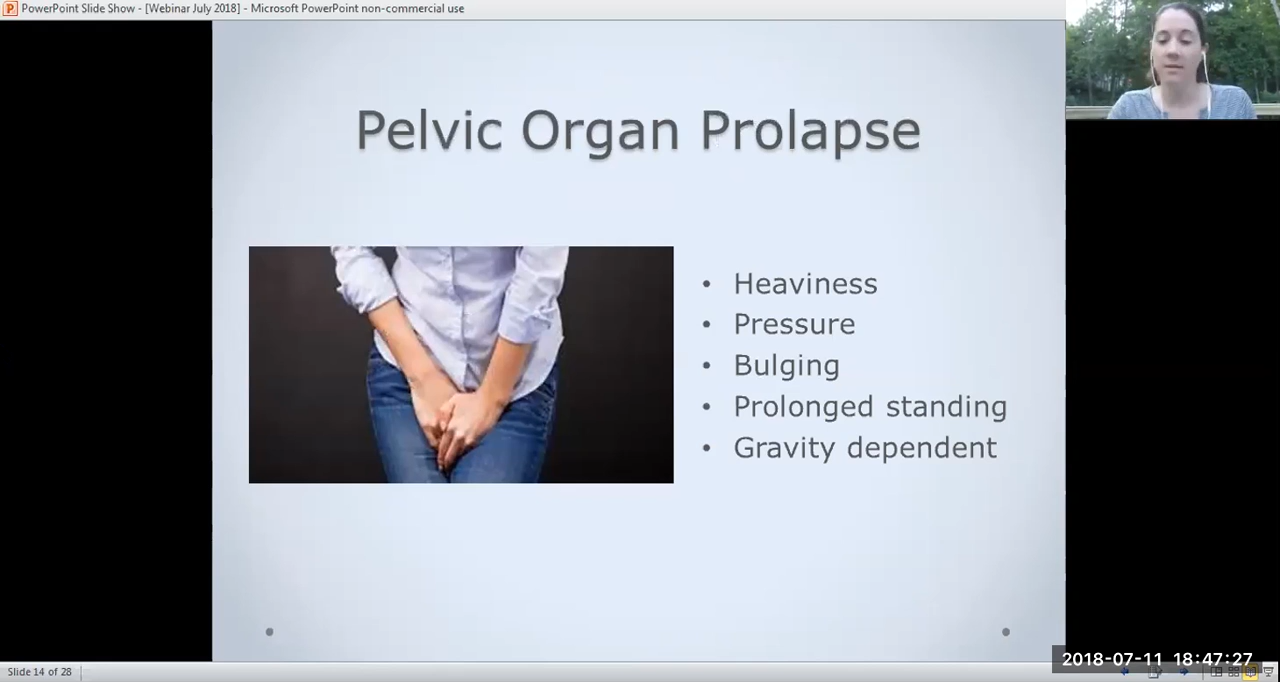 PowerPoint Slide Show - [Webinar July 2018] - Microsoft PowerPoint non-commercial use
Pelvic Organ Prolapse
• Heaviness
• Pressure
• Bulging
• Prolonged standing
• Gravity dependent
2018-07-11 18:47:27
Slide 14 of 28